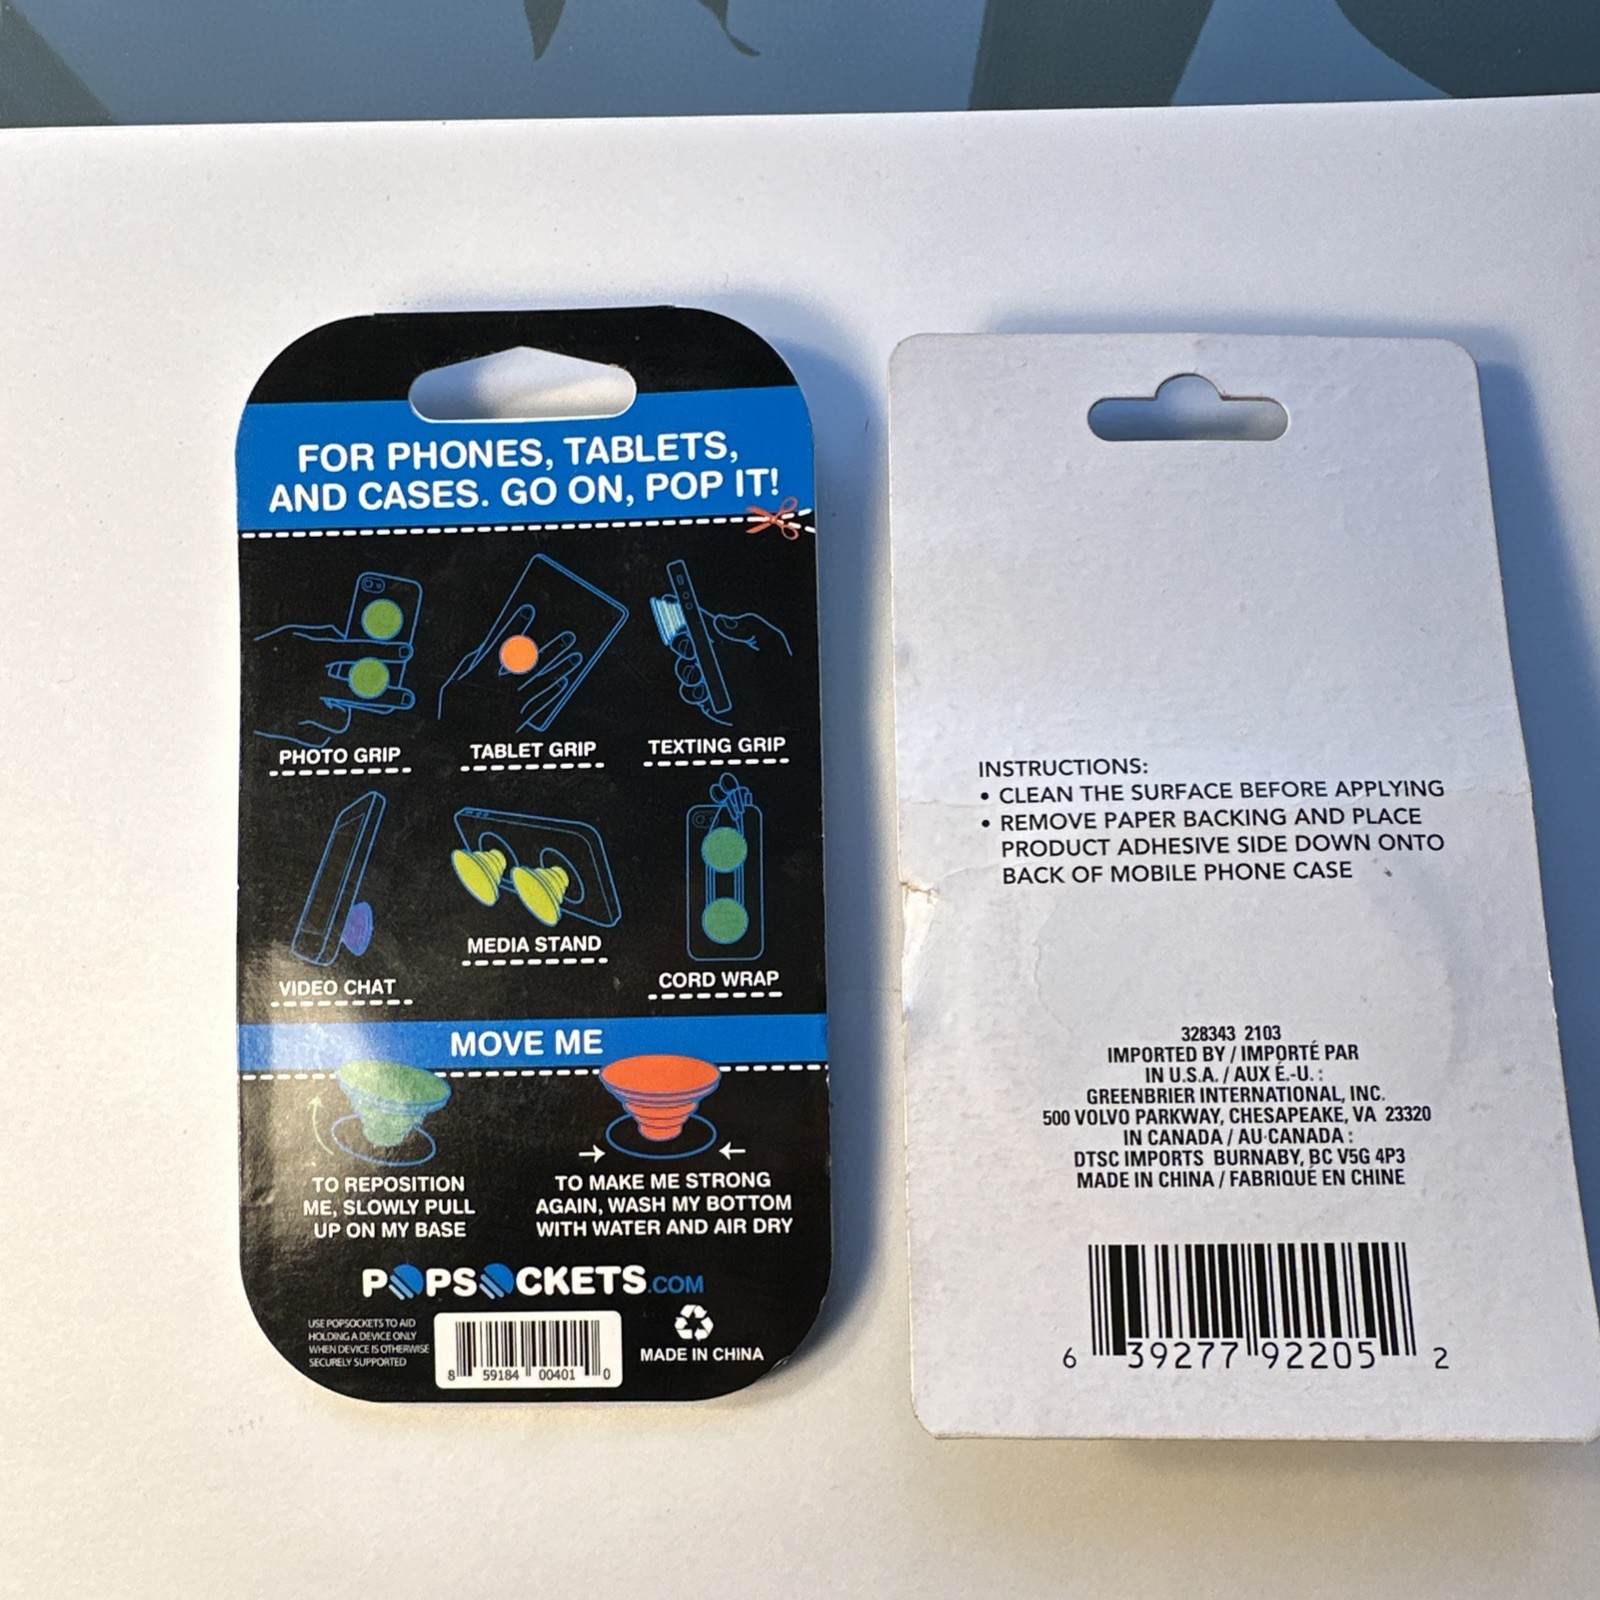 FOR PHONES, TABLETS,
AND CASES. GO ON, POP IT!
PHOTO GRIP
TABLET GRIP
TEXTING GRIP
VIDEO CHAT
MEDIA STAND
CORD WRAP
MOVE ME
TO REPOSITION
ME, SLOWLY PULL
UP ON MY BASE
TO MAKE ME STRONG
AGAIN, WASH MY BOTTOM
WITH WATER AND AIR DRY
POPSOCKETS.COM
USE POPSOCKETS TO AID
HOLDING A DEVICE ONLY
WHEN DEVICE IS OTHERWISE
SECURELY SUPPORTED
8 59184 00401 0
MADE IN CHINA
INSTRUCTIONS:
• CLEAN THE SURFACE BEFORE APPLYING
• REMOVE PAPER BACKING AND PLACE
PRODUCT ADHESIVE SIDE DOWN ONTO
BACK OF MOBILE PHONE CASE
328343 2103
IMPORTED BY / IMPORTÉ PAR
IN U.S.A. / AUX É.-U. :
GREENBRIER INTERNATIONAL, INC.
500 VOLVO PARKWAY, CHESAPEAKE, VA 23320
IN CANADA / AU CANADA :
DTSC IMPORTS BURNABY, BC V5G 4P3
MADE IN CHINA / FABRIQUÉ EN CHINE
6 39277 92205 2